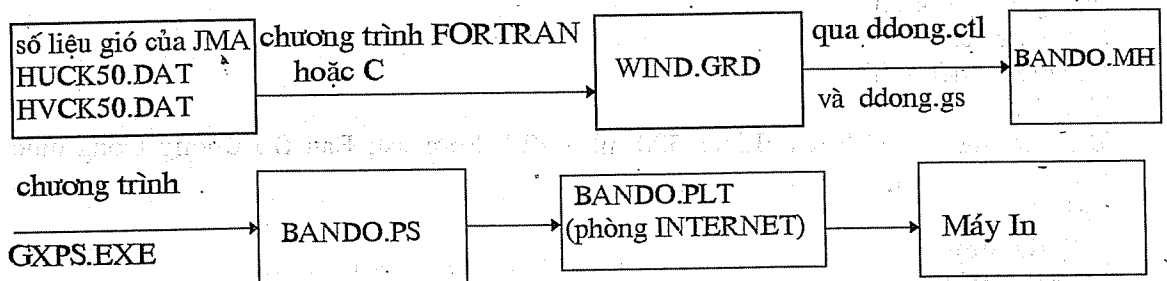 số liệu gió của JMA
HUCK50.DAT
HVCK50.DAT
chương trình FORTRAN
hoặc C
WIND.GRD
qua ddong.ctl
và ddong.gs
BANDO.MH
chương trình
GXPS.EXE
BANDO.PS
BANDO.PLT
(phòng INTERNET)
Máy In